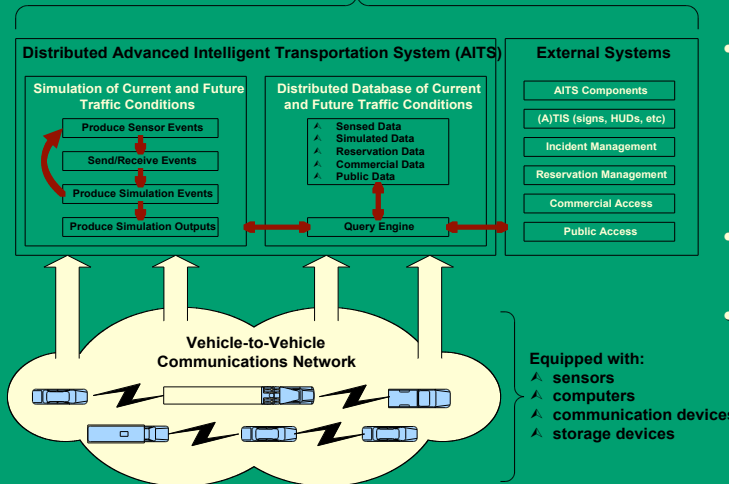 Distributed Advanced Intelligent Transportation System (AITS)
Simulation of Current and Future
Traffic Conditions
Produce Sensor Events
Send/Receive Events
Produce Simulation Events
Produce Simulation Outputs
Distributed Database of Current
and Future Traffic Conditions
Sensed Data
Simulated Data
Reservation Data
Commercial Data
Public Data
Query Engine
External Systems
AITS Components
(A)TIS (signs, HUDs, etc)
Incident Management
Reservation Management
Commercial Access
Public Access
Vehicle-to-Vehicle
Communications Network
Equipped with:
sensors
computers
communication devices
storage devices